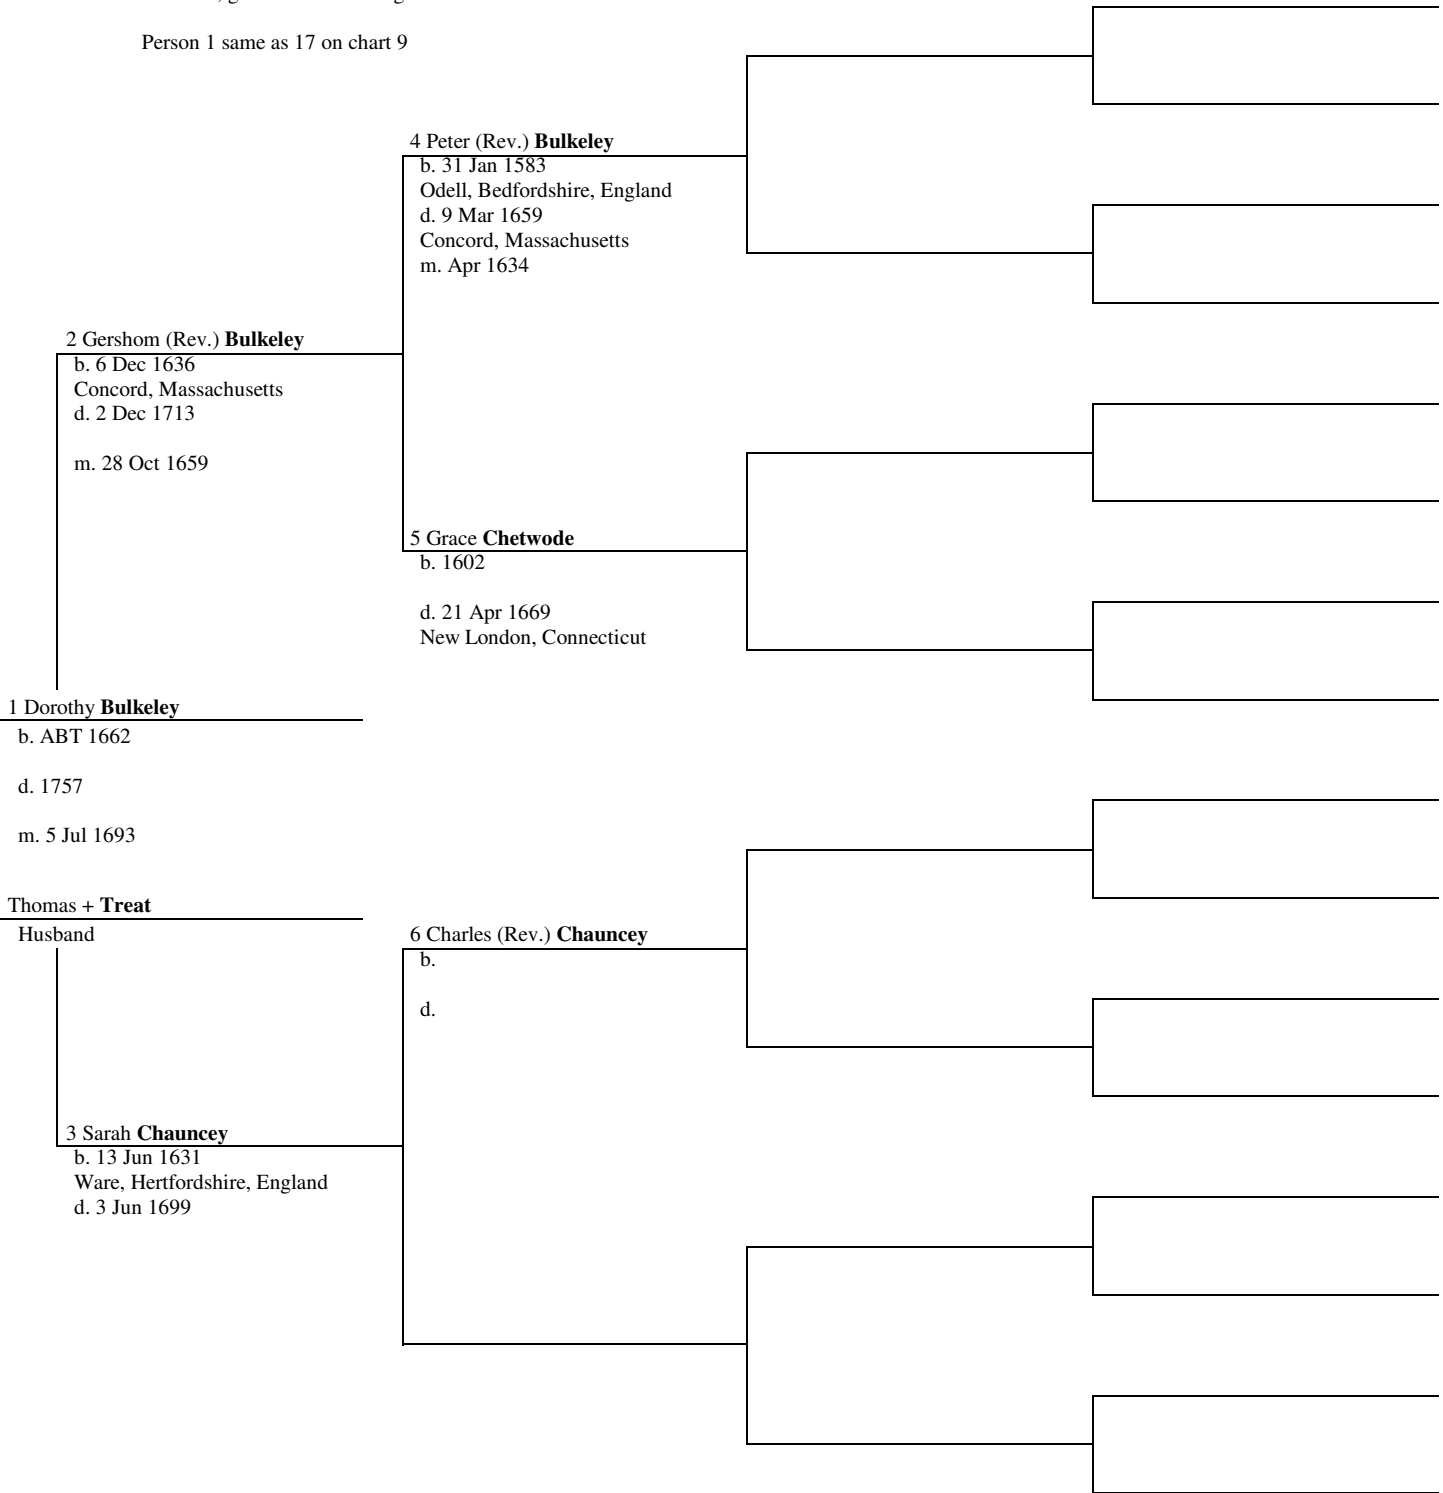 Person 1 same as 17 on chart 9
4 Peter (Rev.) Bulkeley
b. 31 Jan 1583
Odell, Bedfordshire, England
d. 9 Mar 1659
Concord, Massachusetts
m. Apr 1634
2 Gershom (Rev.) Bulkeley
b. 6 Dec 1636
Concord, Massachusetts
d. 2 Dec 1713
m. 28 Oct 1659
5 Grace Chetwode
b. 1602
d. 21 Apr 1669
New London, Connecticut
1 Dorothy Bulkeley
b. ABT 1662
d. 1757
m. 5 Jul 1693
Thomas + Treat
Husband
6 Charles (Rev.) Chauncey
b.
d.
3 Sarah Chauncey
b. 13 Jun 1631
Ware, Hertfordshire, England
d. 3 Jun 1699